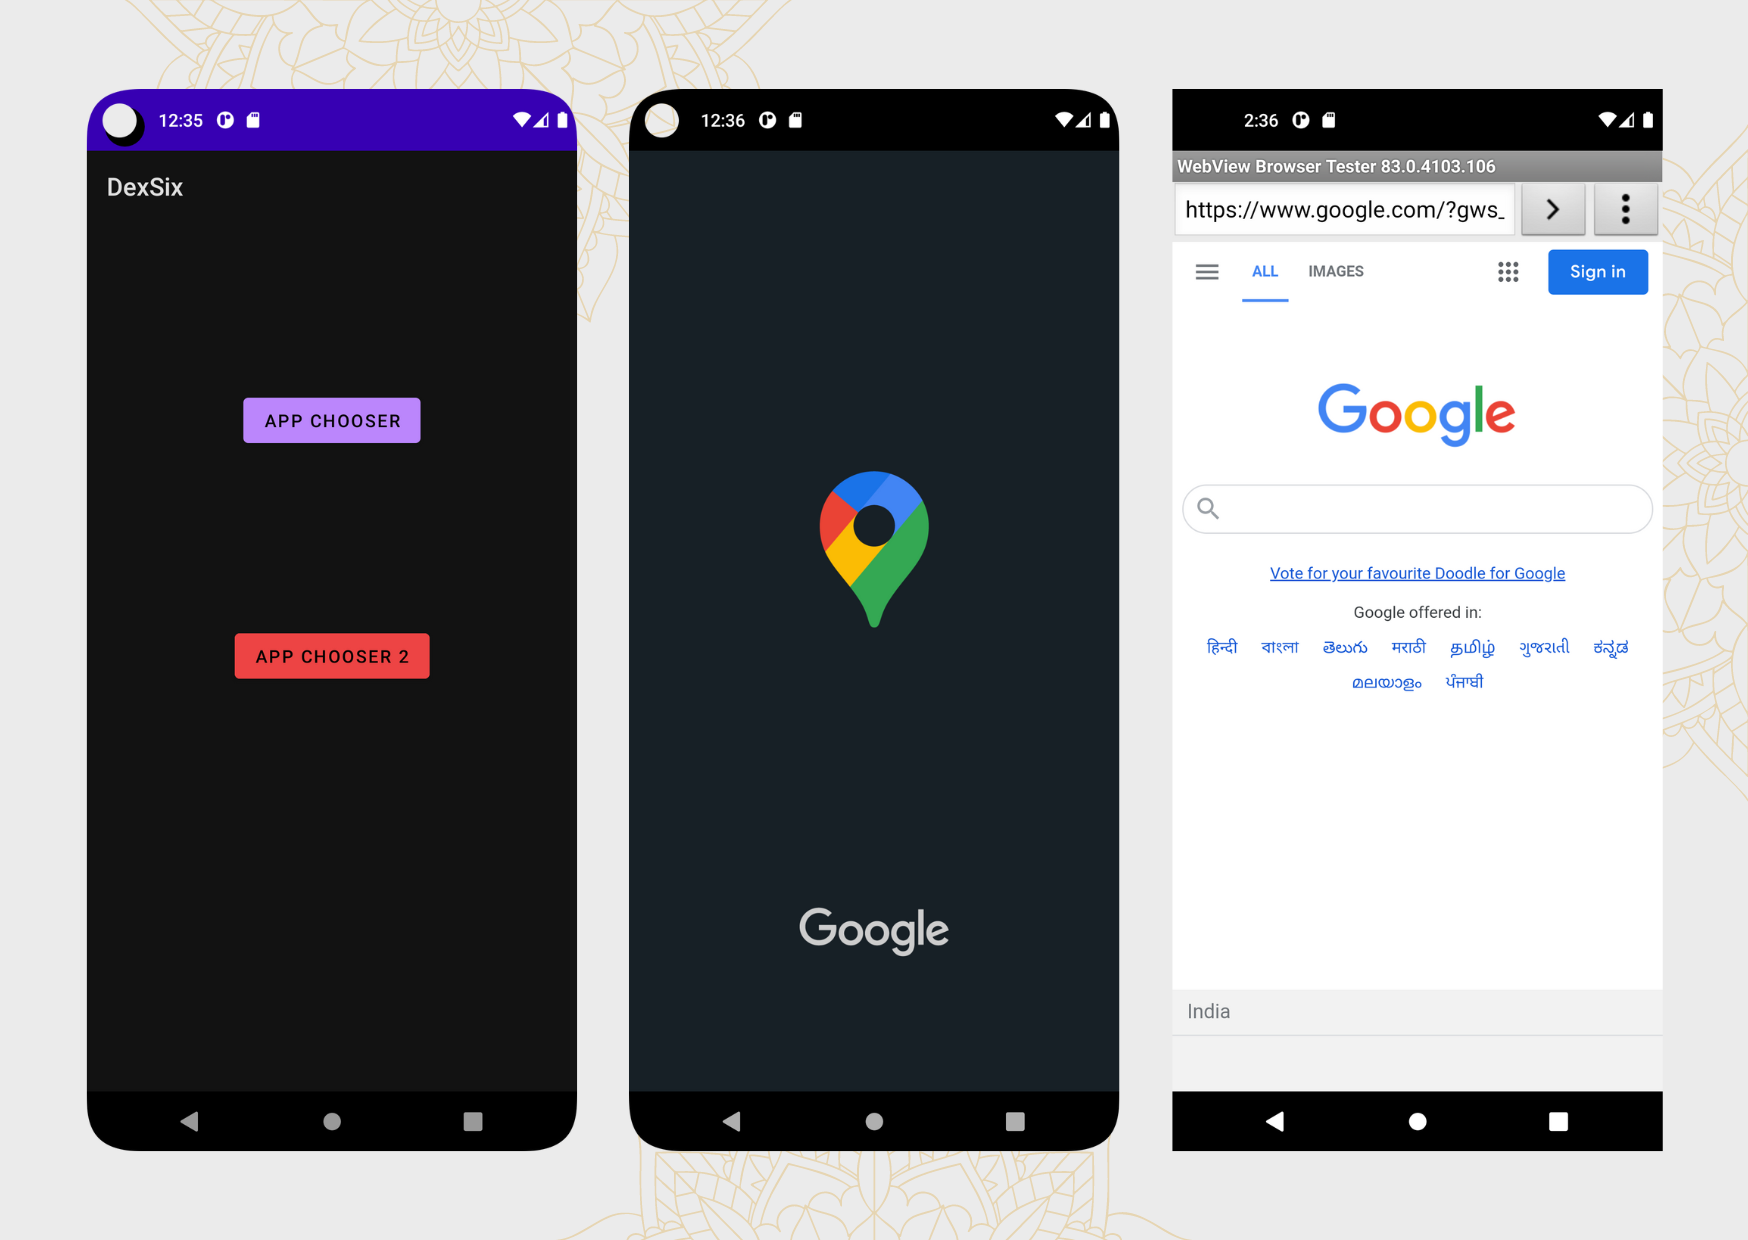 12:35
DexSix
APP CHOOSER
APP CHOOSER 2
12:36
Google
2:36
WebView Browser Tester 83.0.4103.106
https://www.google.com/?gws_
ALL IMAGES Sign in
Google
Vote for your favourite Doodle for Google
Google offered in:
हिन्दी বাংলা తెలుగు मराठी தமிழ் ગુજરાતી ಕನ್ನಡ
മലയാളം ਪੰਜਾਬੀ
India